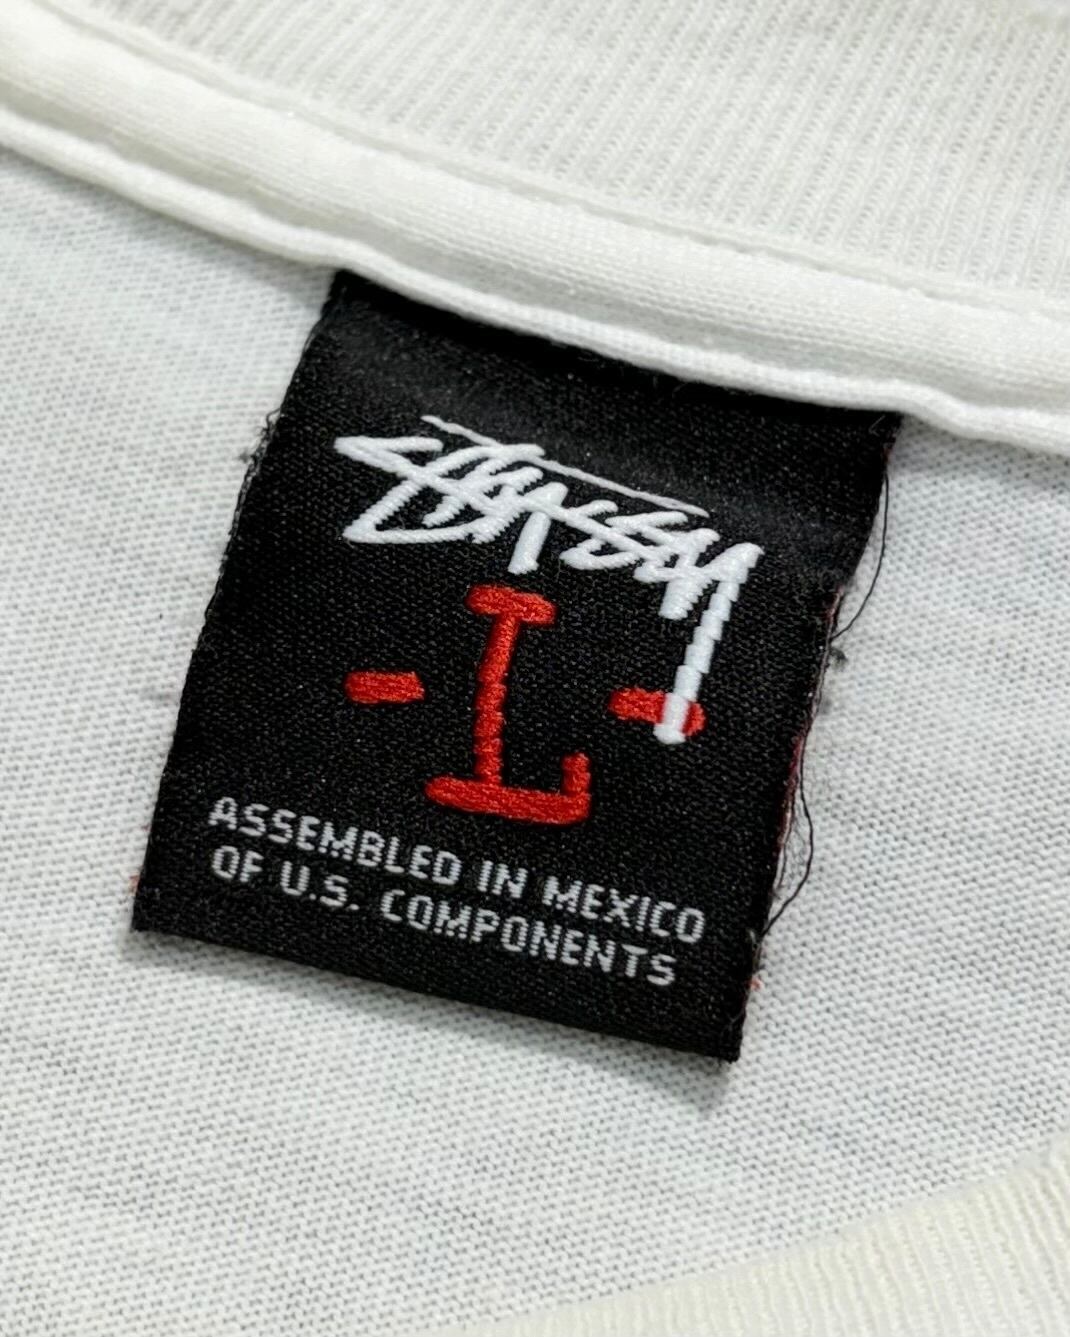 STÜSSY
- L -
ASSEMBLED IN MEXICO
OF U.S. COMPONENTS